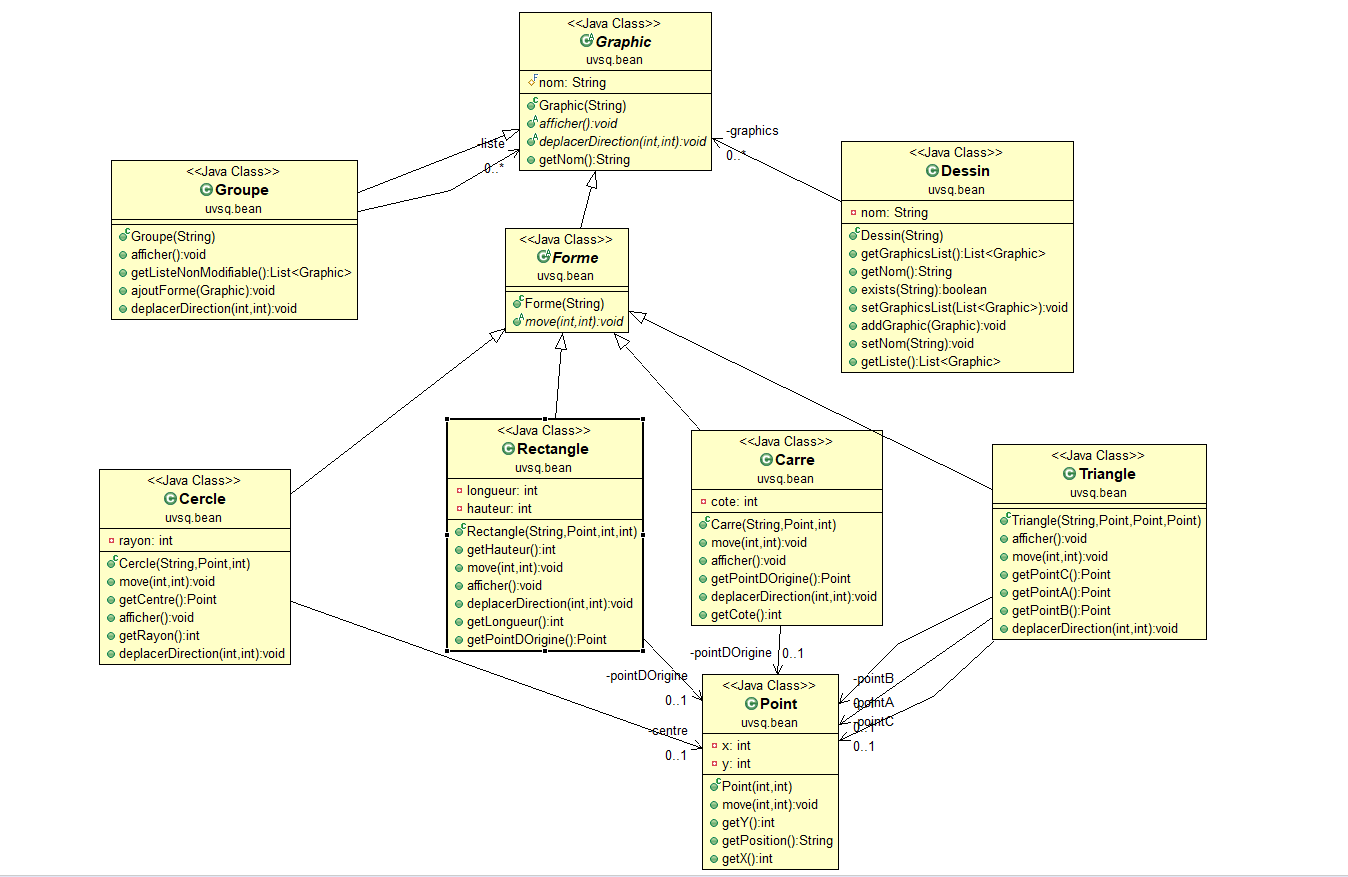 <<Java Class>>
Graphic
uvsq.bean
nom: String
Graphic(String)
afficher():void
deplacerDirection(int,int):void
getNom():String
-liste
0..*
-graphics
0..*
<<Java Class>>
Groupe
uvsq.bean
Groupe(String)
afficher():void
getListeNonModifiable():List<Graphic>
ajoutForme(Graphic):void
deplacerDirection(int,int):void
<<Java Class>>
Dessin
uvsq.bean
nom: String
Dessin(String)
getGraphicsList():List<Graphic>
getNom():String
exists(String):boolean
setGraphicsList(List<Graphic>):void
addGraphic(Graphic):void
setNom(String):void
getListe():List<Graphic>
<<Java Class>>
Forme
uvsq.bean
Forme(String)
move(int,int):void
<<Java Class>>
Cercle
uvsq.bean
rayon: int
Cercle(String,Point,int)
move(int,int):void
getCentre():Point
afficher():void
getRayon():int
deplacerDirection(int,int):void
<<Java Class>>
Rectangle
uvsq.bean
longueur: int
hauteur: int
Rectangle(String,Point,int,int)
getHauteur():int
move(int,int):void
afficher():void
deplacerDirection(int,int):void
getLongueur():int
getPointDOrigine():Point
<<Java Class>>
Carre
uvsq.bean
cote: int
Carre(String,Point,int)
move(int,int):void
afficher():void
getPointDOrigine():Point
deplacerDirection(int,int):void
getCote():int
<<Java Class>>
Triangle
uvsq.bean
Triangle(String,Point,Point,Point)
afficher():void
move(int,int):void
getPointC():Point
getPointA():Point
getPointB():Point
deplacerDirection(int,int):void
-pointDOrigine
0..1
-pointDOrigine
0..1
-centre
0..1
-pointB
-pointA
-pointC
0..1
<<Java Class>>
Point
uvsq.bean
x: int
y: int
Point(int,int)
move(int,int):void
getY():int
getPosition():String
getX():int